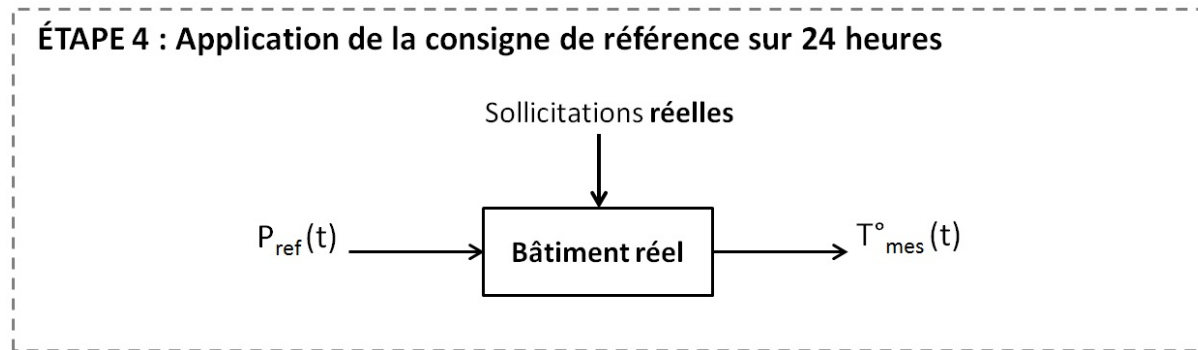 ÉTAPE 4 : Application de la consigne de référence sur 24 heures
Sollicitations réelles
P_ref(t)
Bâtiment réel
T°_mes(t)